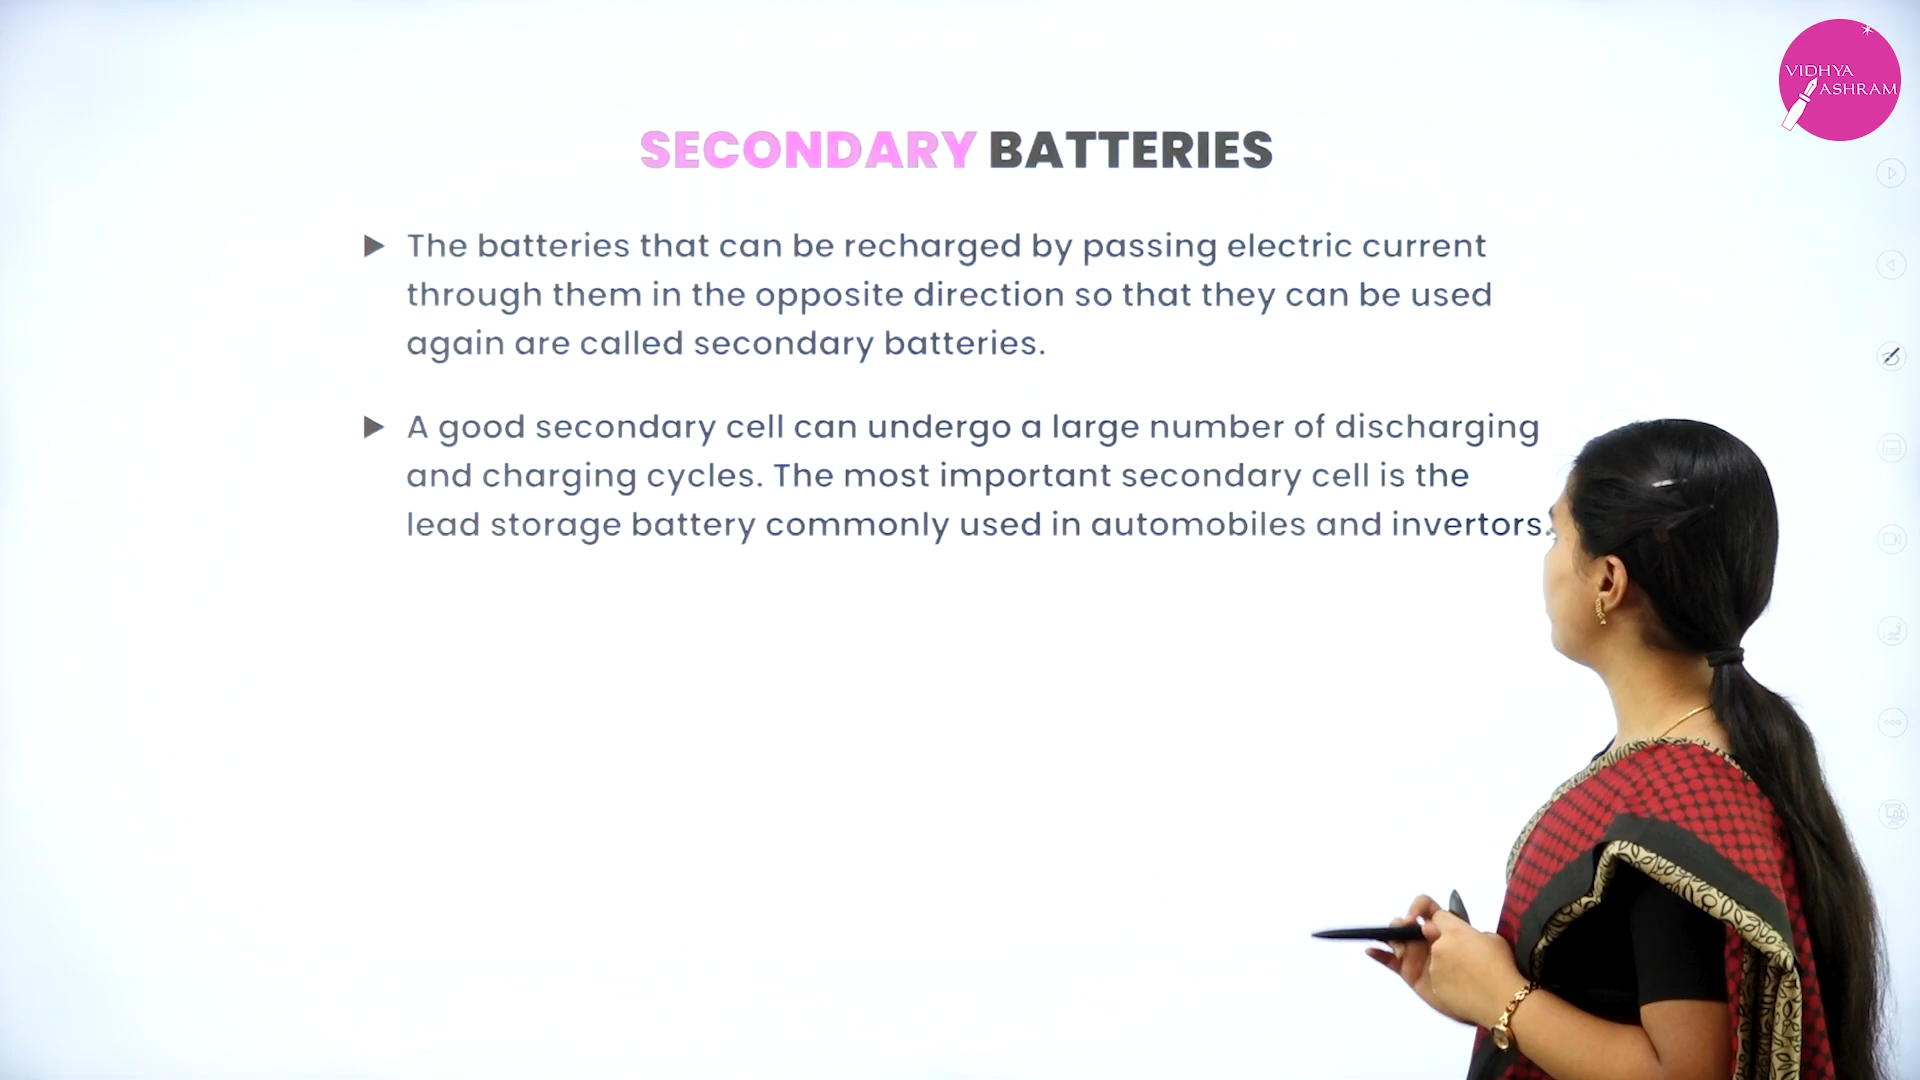 VIDHYA
ASHRAM
SECONDARY BATTERIES
The batteries that can be recharged by passing electric current
through them in the opposite direction so that they can be used
again are called secondary batteries.
A good secondary cell can undergo a large number of discharging
and charging cycles. The most important secondary cell is the
lead storage battery commonly used in automobiles and invertors.